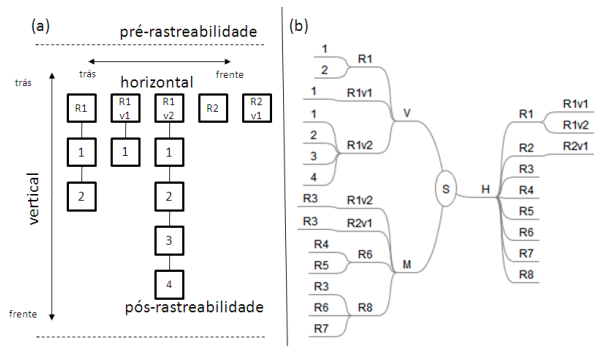 (a)
pré-rastreabilidade
trás
trás
frente
horizontal
R1
R1 v1
R1 v2
R2
R2 v1
1
1
1
2
2
3
4
vertical
pós-rastreabilidade
frente
(b)
1
2
R1
1
R1v1
1
2
3
4
R1v2
V
R3
R1v2
R3
R2v1
R4
R5
R6
R3
R6
R7
R8
M
S
H
R1
R1v1
R1v2
R2
R2v1
R3
R4
R5
R6
R7
R8